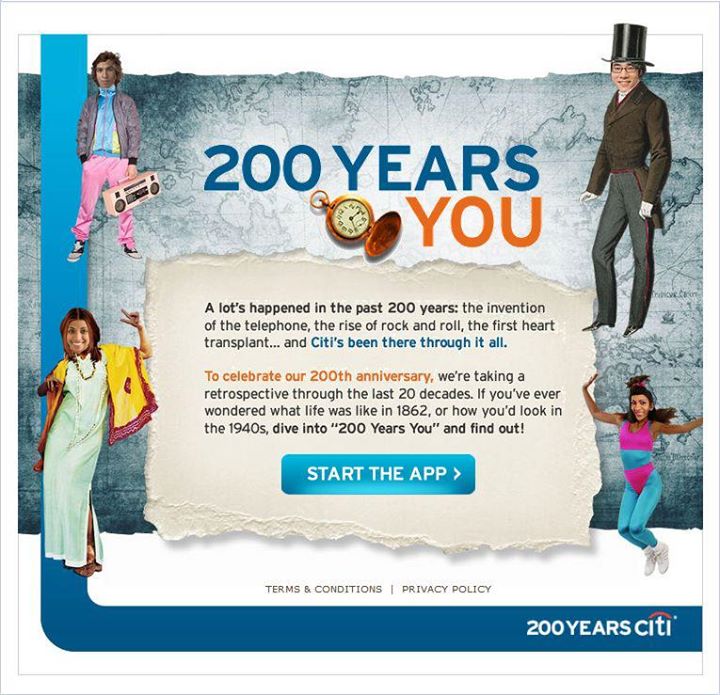 200 YEARS
YOU
A lot's happened in the past 200 years: the invention
of the telephone, the rise of rock and roll, the first heart
transplant... and Citi's been there through it all.
To celebrate our 200th anniversary, we're taking a
retrospective through the last 20 decades. If you've ever
wondered what life was like in 1862, or how you'd look in
the 1940s, dive into "200 Years You" and find out!
START THE APP >
TERMS & CONDITIONS | PRIVACY POLICY
200 YEARS citi